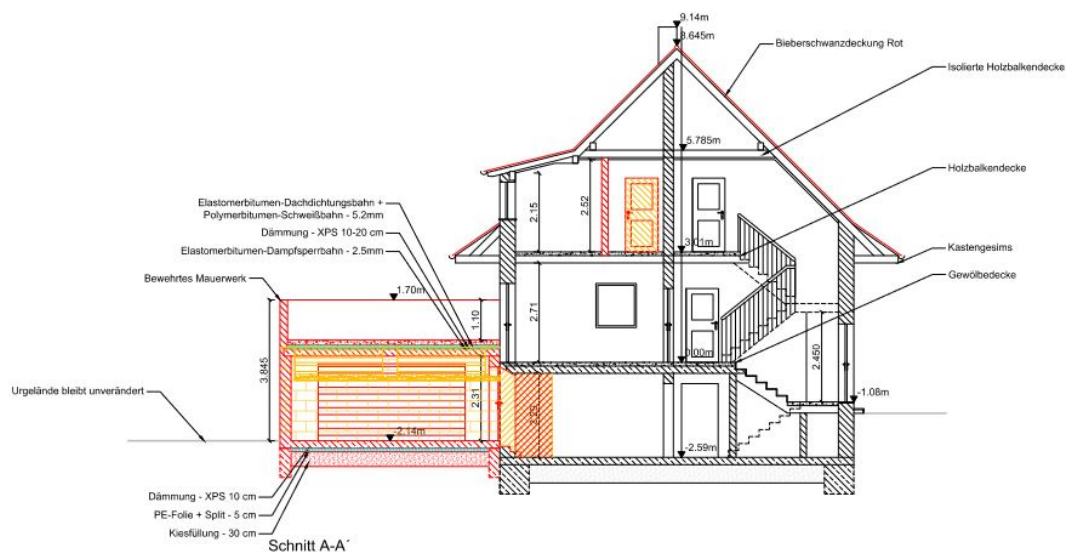 9.14m
8.645m
Bieberschwanzdeckung Rot
Isolierte Holzbalkendecke
5.785m
Holzbalkendecke
Elastomerbitumen-Dachdichtungsbahn +
Polymerbitumen-Schweißbahn - 5.2mm
2.15
2.52
Dämmung - XPS 10-20 cm
3.01m
Elastomerbitumen-Dampfsperrbahn - 2.5mm
Kastengesims
Bewehrtes Mauerwerk
Gewölbedecke
1.70m
1.10
2.71
0.00m
3.845
2.450
Urgelände bleibt unverändert
2.31
-1.08m
-2.14m
-2.59m
Dämmung - XPS 10 cm
PE-Folie + Split - 5 cm
Kiesfüllung - 30 cm
Schnitt A-A´